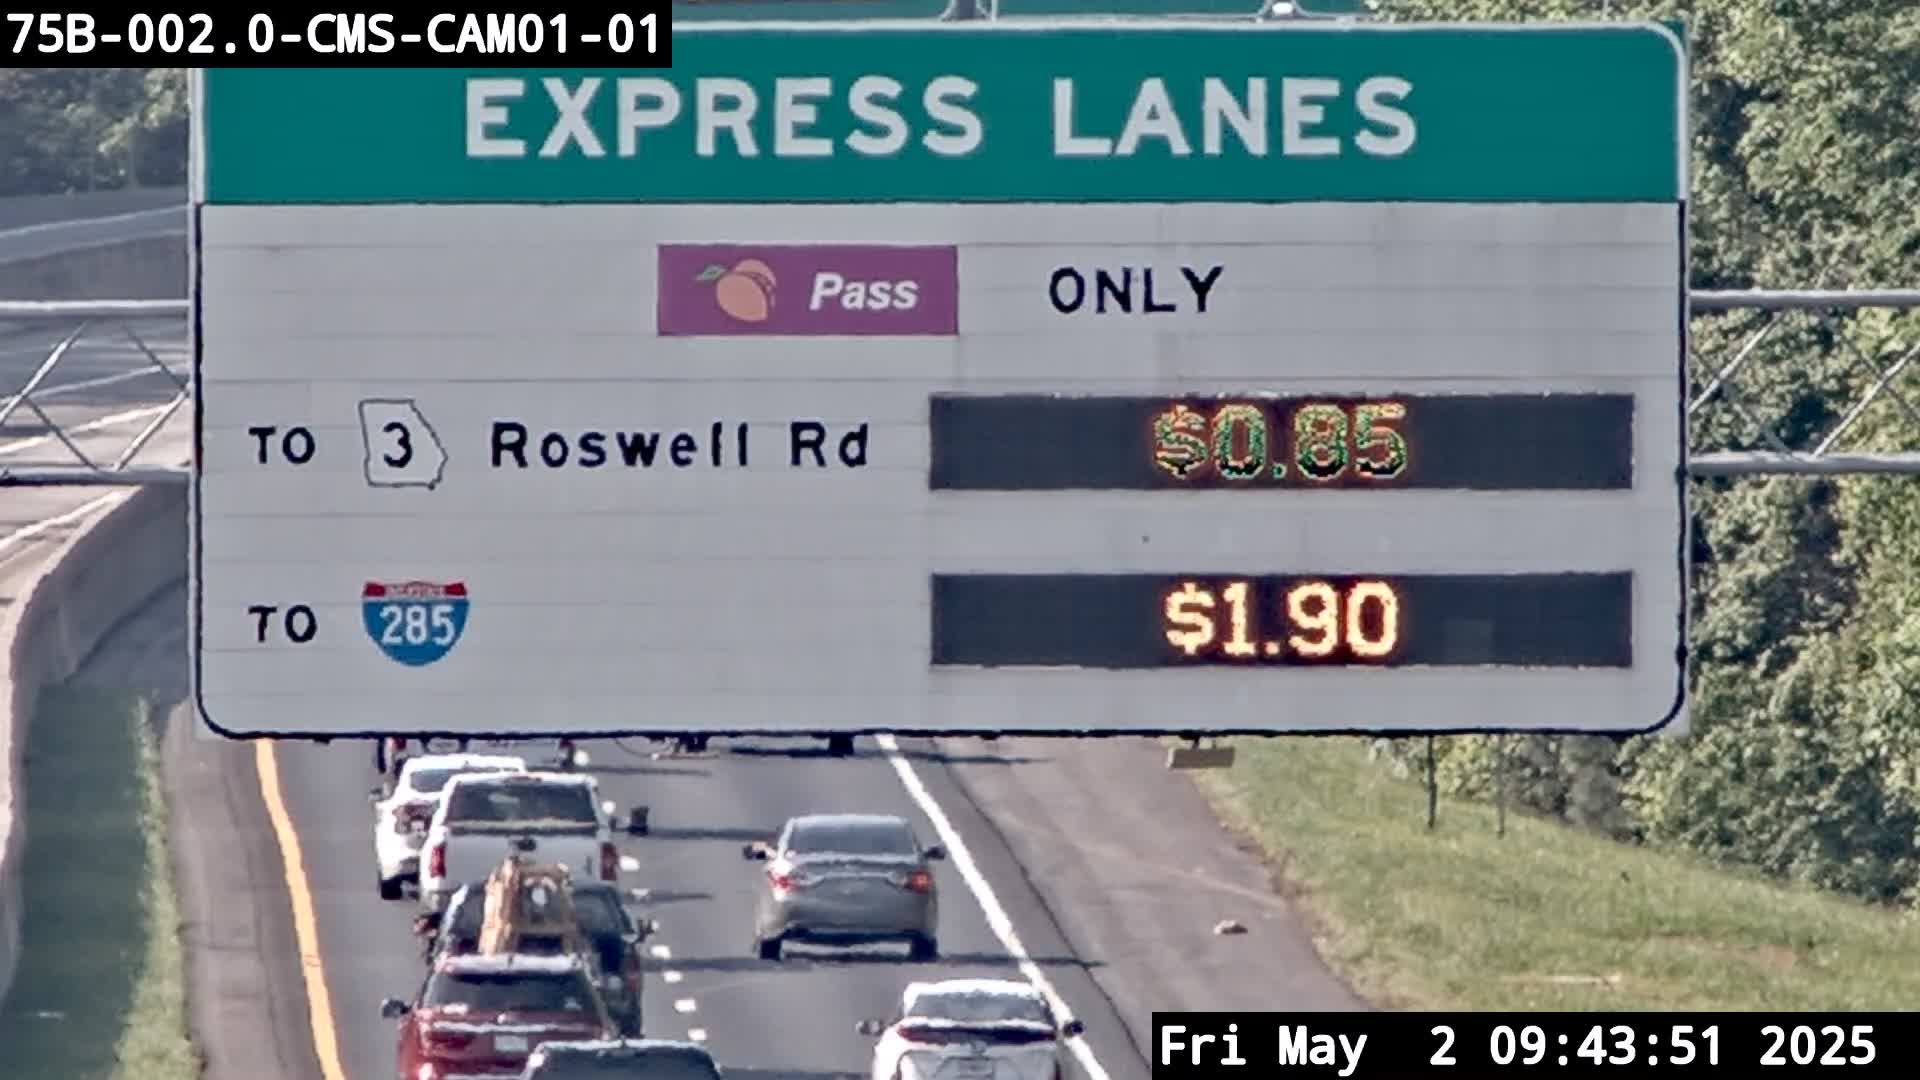 75B-002.0-CMS-CAM01-01
EXPRESS LANES
Pass ONLY
TO 3 Roswell Rd $0.85
TO 285 $1.90
Fri May 2 09:43:51 2025